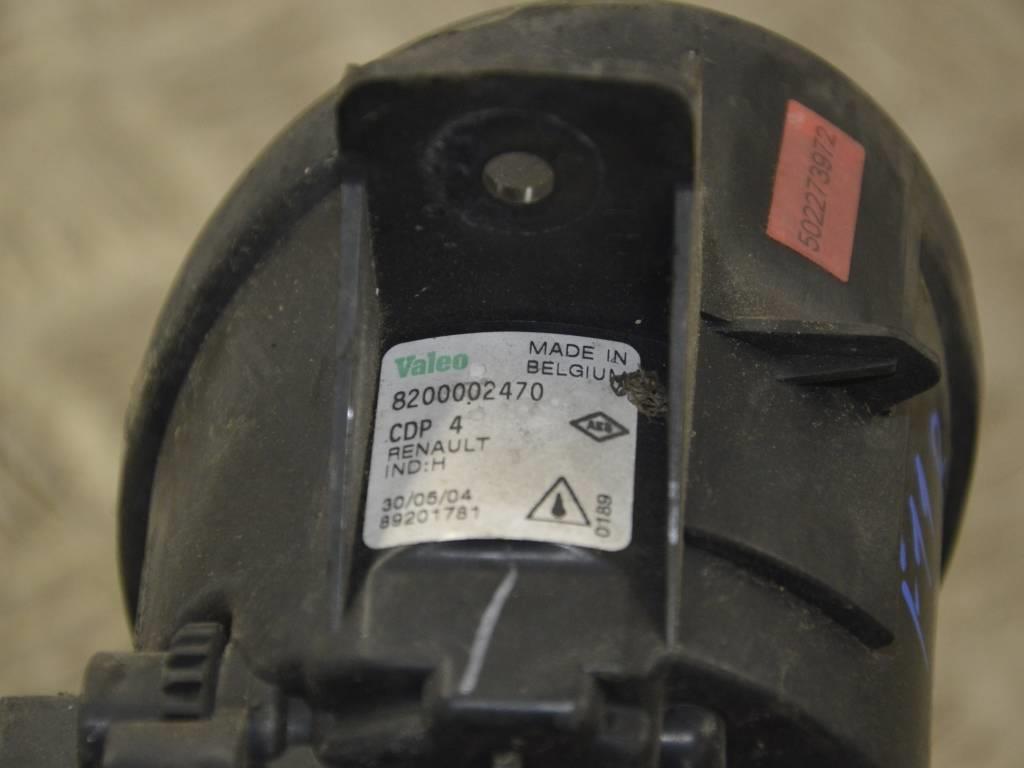 Valeo
MADE IN
BELGIUM
8200002470
CDP 4
RENAULT
IND:H
30/05/04
89201781
0189
502273972